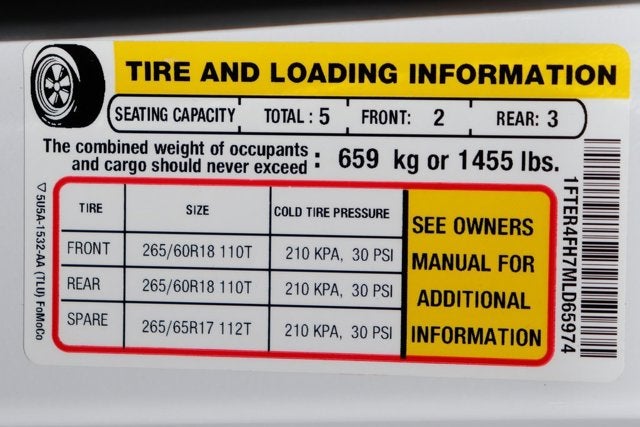 TIRE AND LOADING INFORMATION
SEATING CAPACITY TOTAL : 5 FRONT: 2 REAR: 3
The combined weight of occupants
and cargo should never exceed : 659 kg or 1455 lbs.
TIRE SIZE COLD TIRE PRESSURE
FRONT 265/60R18 110T 210 KPA, 30 PSI
REAR 265/60R18 110T 210 KPA, 30 PSI
SPARE 265/65R17 112T 210 KPA, 30 PSI
SEE OWNERS
MANUAL FOR
ADDITIONAL
INFORMATION
5U5A-1532-AA (TLU) FoMoCo
1FTER4FH7MLD65974